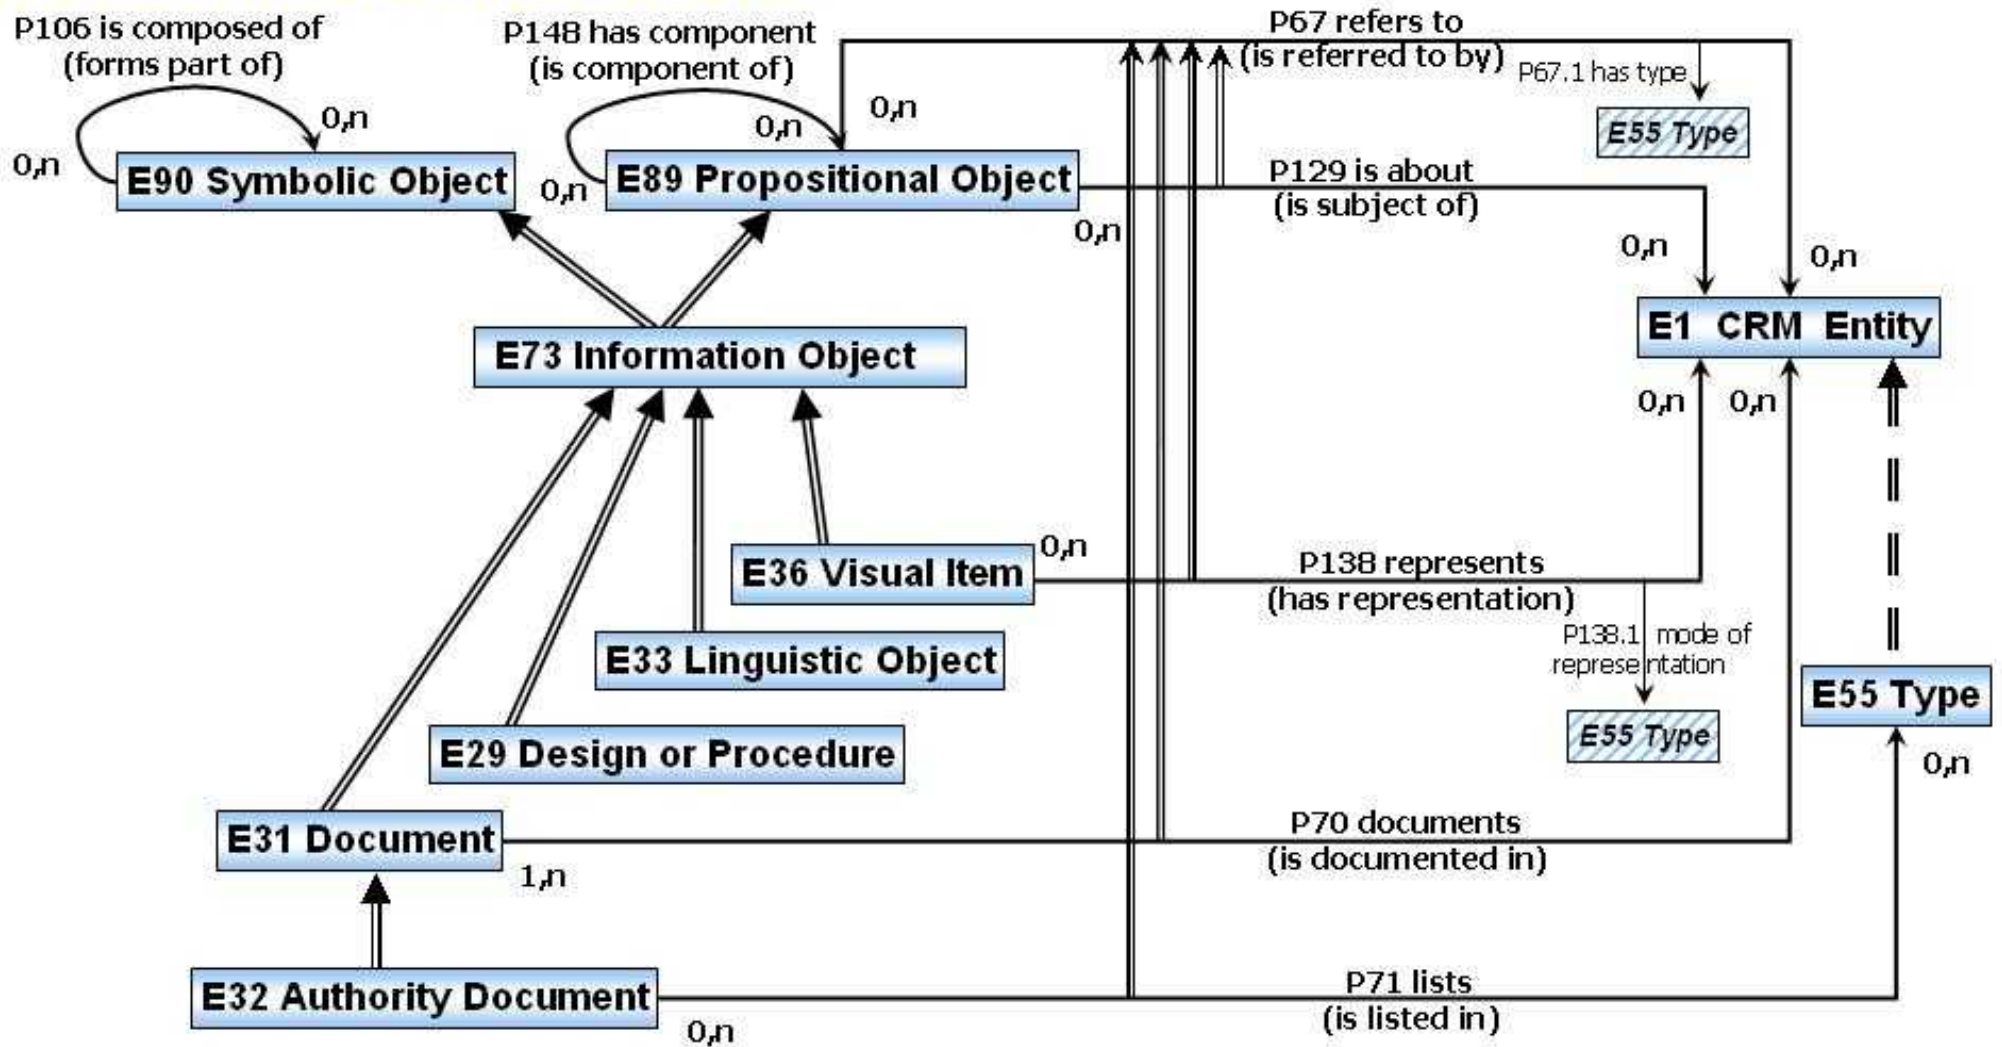 P106 is composed of
(forms part of)
0,n
0,n
E90 Symbolic Object
P148 has component
(is component of)
0,n
0,n
0,n
E89 Propositional Object
0,n
P67 refers to
(is referred to by)
P67.1 has type
E55 Type
P129 is about
(is subject of)
0,n
0,n
E1 CRM Entity
0,n
0,n
E73 Information Object
E36 Visual Item
0,n
P138 represents
(has representation)
P138.1 mode of
representation
E55 Type
E33 Linguistic Object
E55 Type
0,n
E29 Design or Procedure
E31 Document
1,n
P70 documents
(is documented in)
E32 Authority Document
0,n
P71 lists
(is listed in)